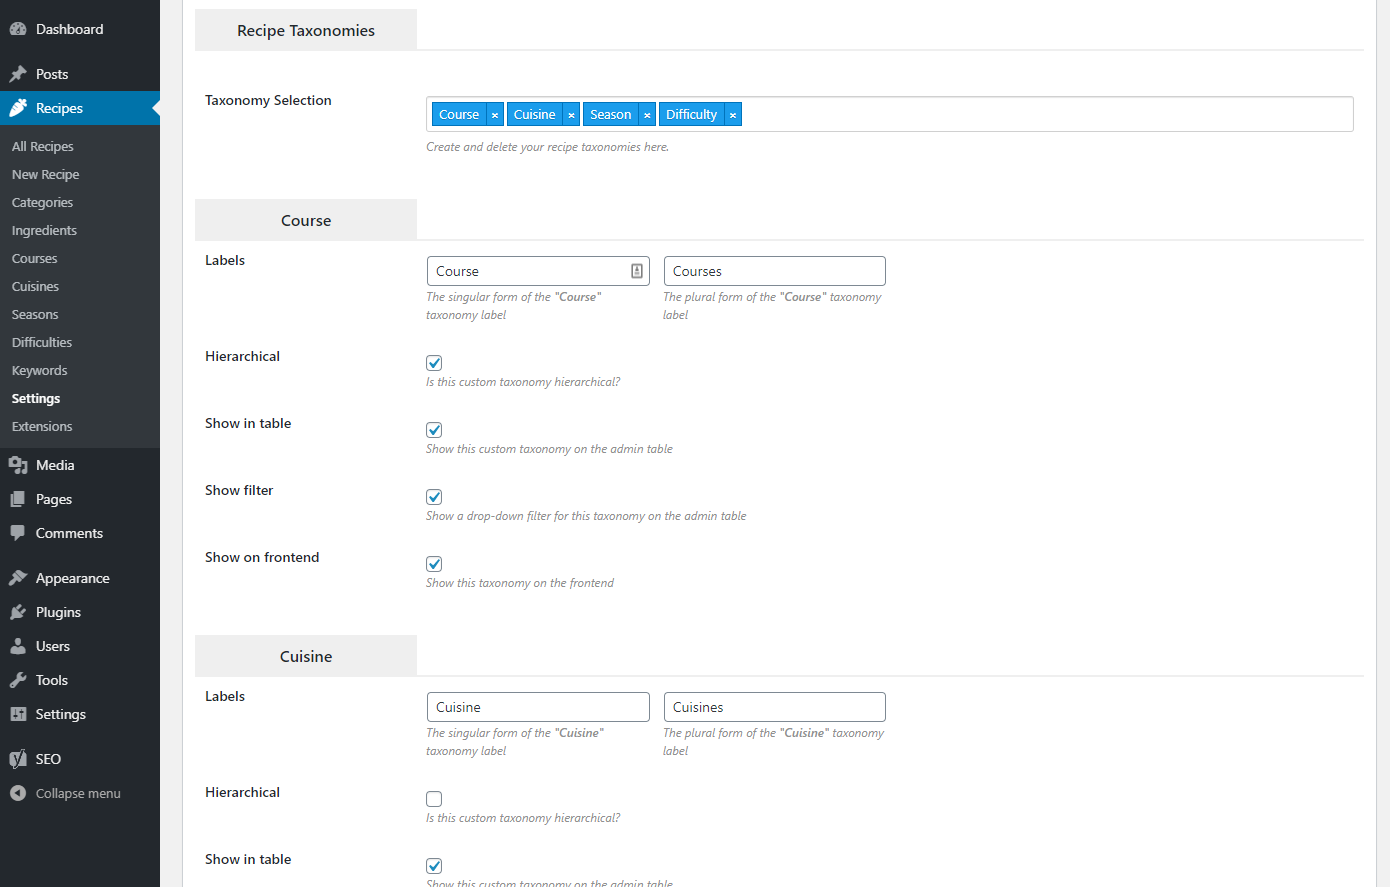 Dashboard
Posts
Recipes
All Recipes
New Recipe
Categories
Ingredients
Courses
Cuisines
Seasons
Difficulties
Keywords
Settings
Extensions
Media
Pages
Comments
Appearance
Plugins
Users
Tools
Settings
SEO
Collapse menu
Recipe Taxonomies
Taxonomy Selection
Course × Cuisine × Season × Difficulty ×
Create and delete your recipe taxonomies here.
Course
Labels
Course
The singular form of the "Course"
taxonomy label
Courses
The plural form of the "Course" taxonomy
label
Hierarchical
Is this custom taxonomy hierarchical?
Show in table
Show this custom taxonomy on the admin table
Show filter
Show a drop-down filter for this taxonomy on the admin table
Show on frontend
Show this taxonomy on the frontend
Cuisine
Labels
Cuisine
The singular form of the "Cuisine"
taxonomy label
Cuisines
The plural form of the "Cuisine" taxonomy
label
Hierarchical
Is this custom taxonomy hierarchical?
Show in table
Show this custom taxonomy on the admin table